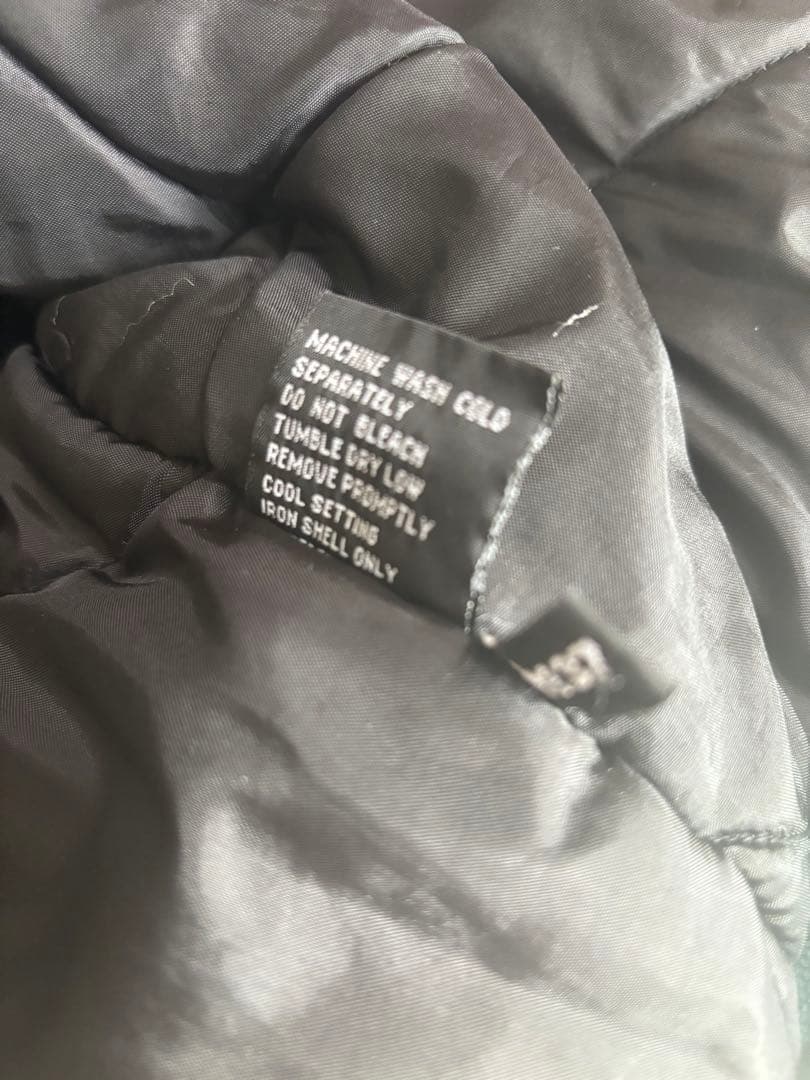 MACHINE WASH COLD
SEPARATELY
DO NOT BLEACH
TUMBLE DRY LOW
REMOVE PROMPTLY
COOL SETTING
IRON SHELL ONLY